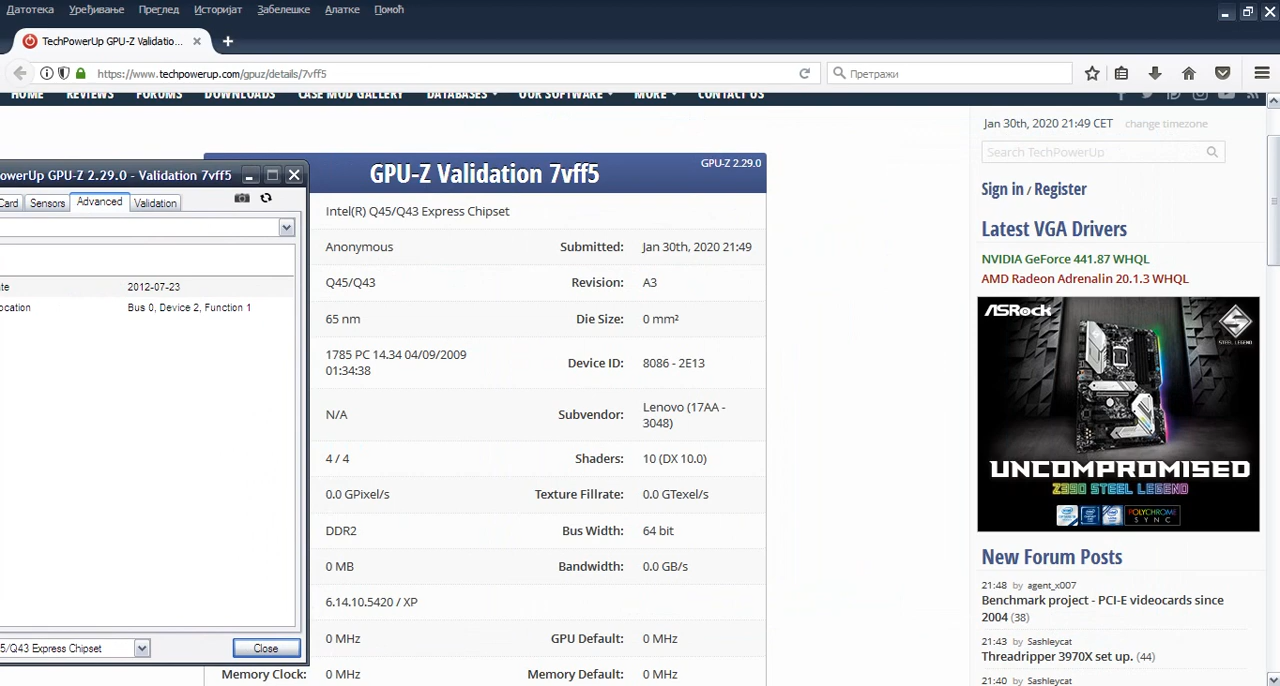 Датотека Уређивање Преглед Историјат Забелешке Алатке Помоћ
TechPowerUp GPU-Z Validatio...
https://www.techpowerup.com/gpuz/details/7vff5
Претражи
HOME REVIEWS FORUMS DOWNLOADS CASE MOD GALLERY DATABASES OUR SOFTWARE MORE CONTACT US
Jan 30th, 2020 21:49 CET change timezone
Search TechPowerUp
Sign in / Register
Latest VGA Drivers
NVIDIA GeForce 441.87 WHQL
AMD Radeon Adrenalin 20.1.3 WHQL
ASRock
STEEL LEGEND
UNCOMPROMISED
Z390 STEEL LEGEND
POLYCHROME
SYNC
New Forum Posts
21:48 by agent_x007
Benchmark project - PCI-E videocards since
2004 (38)
21:43 by Sashleycat
Threadripper 3970X set up. (44)
21:40 by Sashleycat
GPU-Z Validation 7vff5
GPU-Z 2.29.0
Intel(R) Q45/Q43 Express Chipset
Anonymous Submitted: Jan 30th, 2020 21:49
Q45/Q43 Revision: A3
65 nm Die Size: 0 mm²
1785 PC 14.34 04/09/2009
01:34:38
Device ID: 8086 - 2E13
N/A Subvendor: Lenovo (17AA -
3048)
4 / 4 Shaders: 10 (DX 10.0)
0.0 GPixel/s Texture Fillrate: 0.0 GTexel/s
DDR2 Bus Width: 64 bit
0 MB Bandwidth: 0.0 GB/s
6.14.10.5420 / XP
0 MHz GPU Default: 0 MHz
Memory Clock: 0 MHz Memory Default: 0 MHz
PowerUp GPU-Z 2.29.0 - Validation 7vff5
Card Sensors Advanced Validation
te 2012-07-23
ocation Bus 0, Device 2, Function 1
5/Q43 Express Chipset
Close